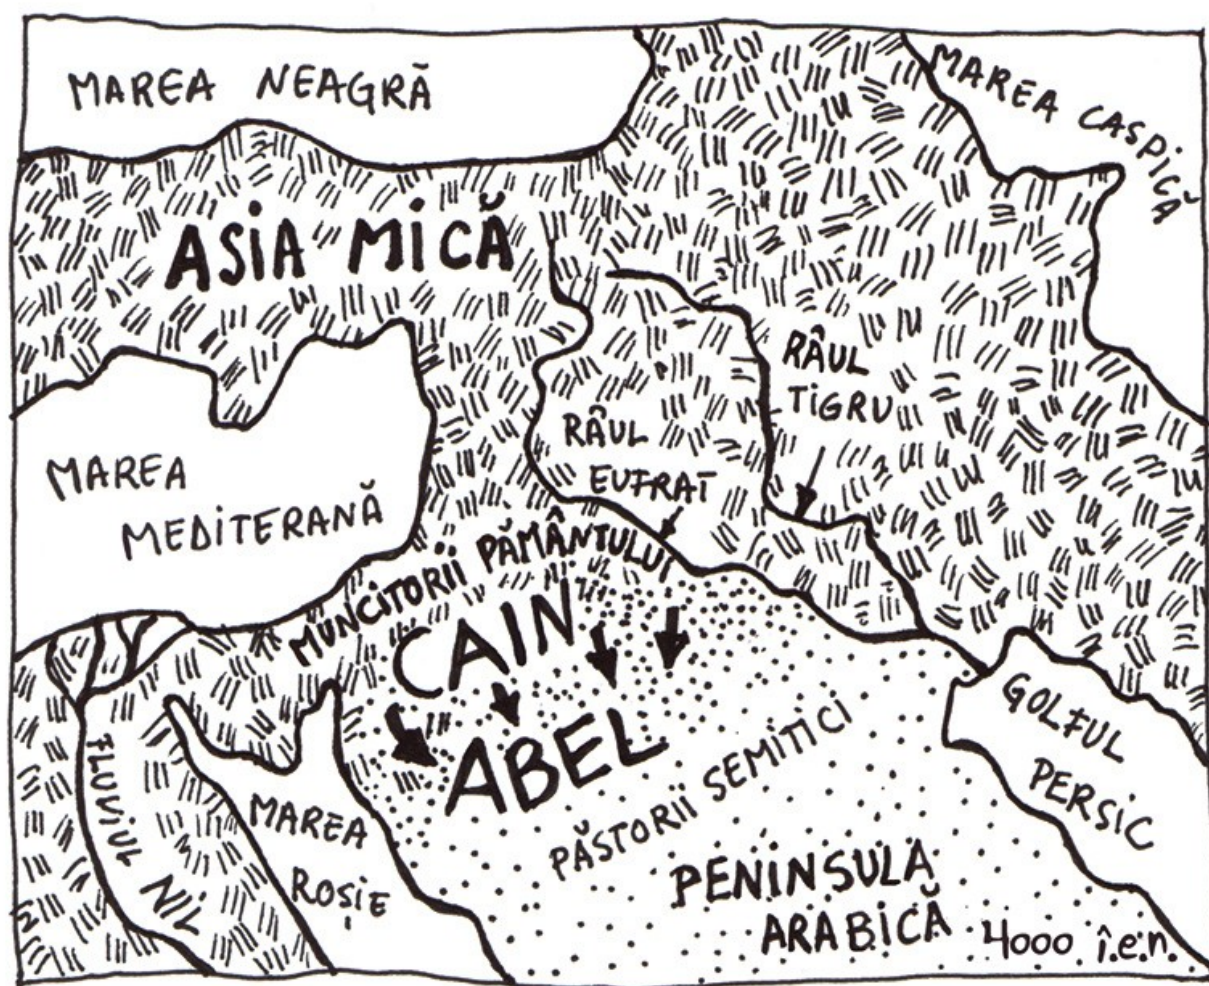 MAREA NEAGRĂ
MAREA CASPICĂ
ASIA MICĂ
RÂUL
TIGRU
RÂUL
EUFRAT
MAREA
MEDITERANĂ
MUNCITORII PĂMÂNTULUI
CAIN
ABEL
PĂSTORII SEMITICI
GOLFUL
PERSIC
FLUVIUL
NIL
MAREA
ROȘIE
PENINSULA
ARABICĂ
4000 î.e.n.